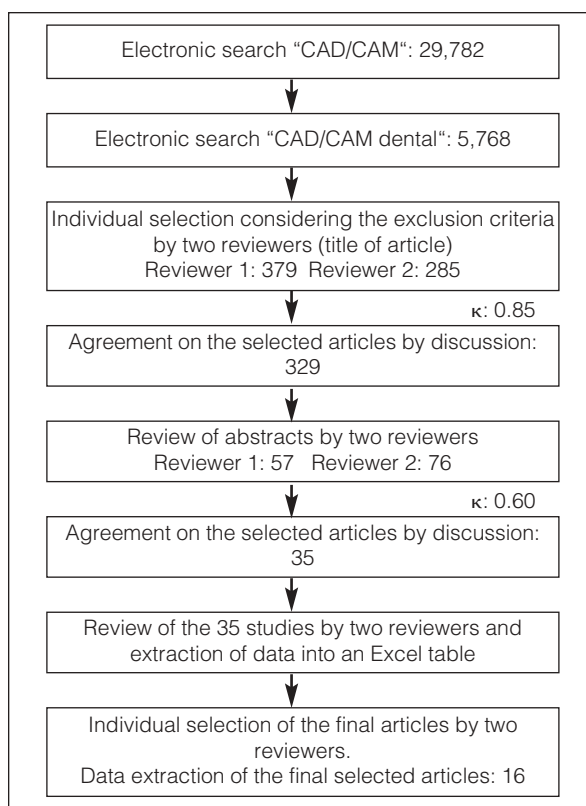 Electronic search “CAD/CAM“: 29,782
Electronic search “CAD/CAM dental“: 5,768
Individual selection considering the exclusion criteria
by two reviewers (title of article)
Reviewer 1: 379 Reviewer 2: 285
κ: 0.85
Agreement on the selected articles by discussion:
329
Review of abstracts by two reviewers
Reviewer 1: 57 Reviewer 2: 76
κ: 0.60
Agreement on the selected articles by discussion:
35
Review of the 35 studies by two reviewers and
extraction of data into an Excel table
Individual selection of the final articles by two
reviewers.
Data extraction of the final selected articles: 16